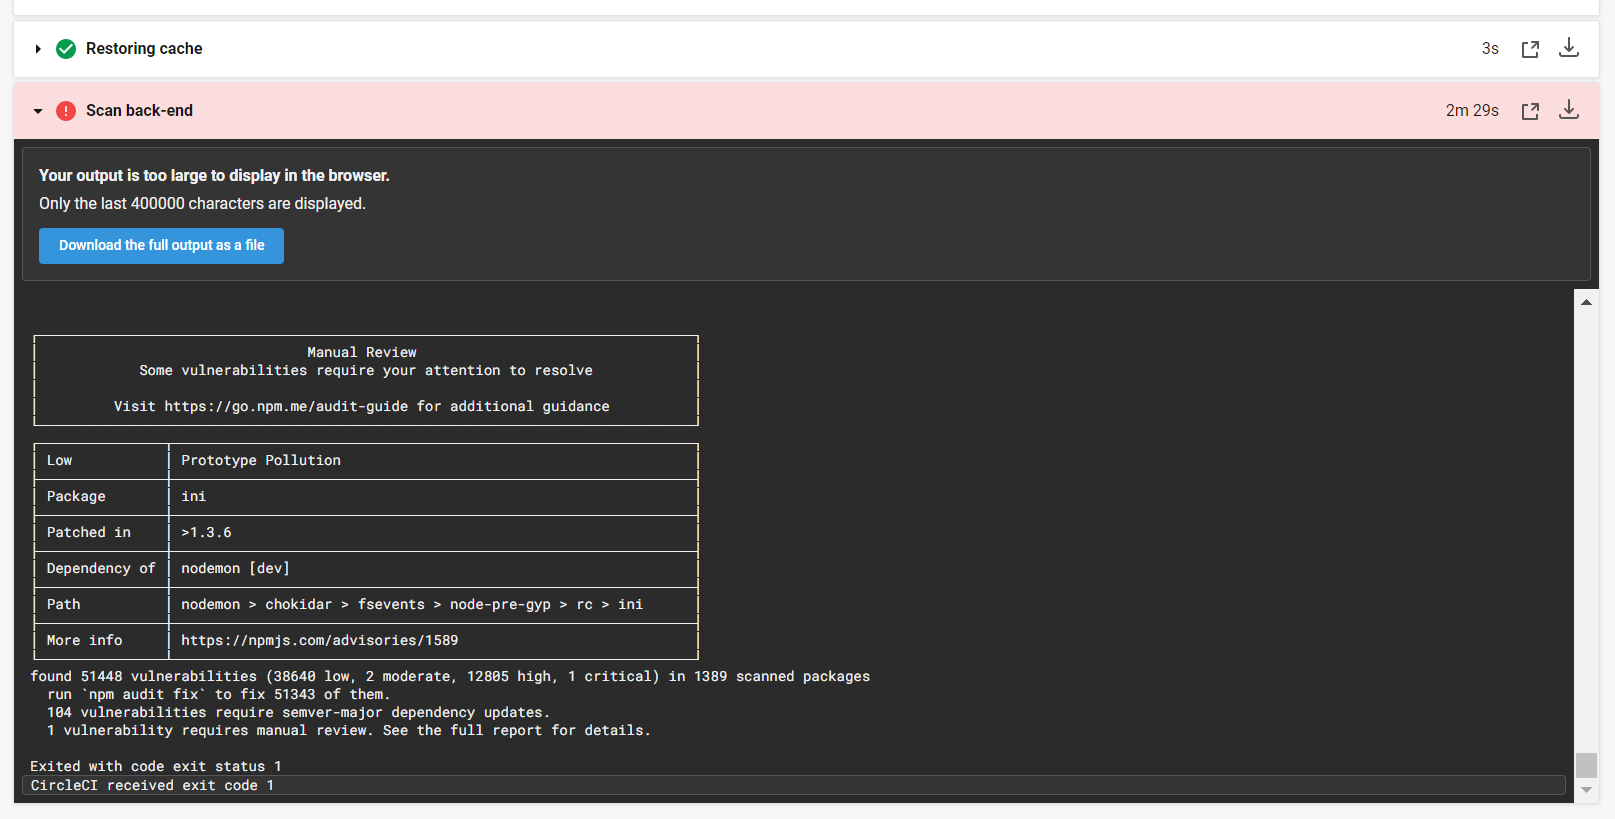 Restoring cache 3s
Scan back-end 2m 29s
Your output is too large to display in the browser.
Only the last 400000 characters are displayed.
Download the full output as a file
Manual Review
Some vulnerabilities require your attention to resolve
Visit https://go.npm.me/audit-guide for additional guidance
Low Prototype Pollution
Package ini
Patched in >1.3.6
Dependency of nodemon [dev]
Path nodemon > chokidar > fsevents > node-pre-gyp > rc > ini
More info https://npmjs.com/advisories/1589
found 51448 vulnerabilities (38640 low, 2 moderate, 12805 high, 1 critical) in 1389 scanned packages
run `npm audit fix` to fix 51343 of them.
104 vulnerabilities require semver-major dependency updates.
1 vulnerability requires manual review. See the full report for details.
Exited with code exit status 1
CircleCI received exit code 1